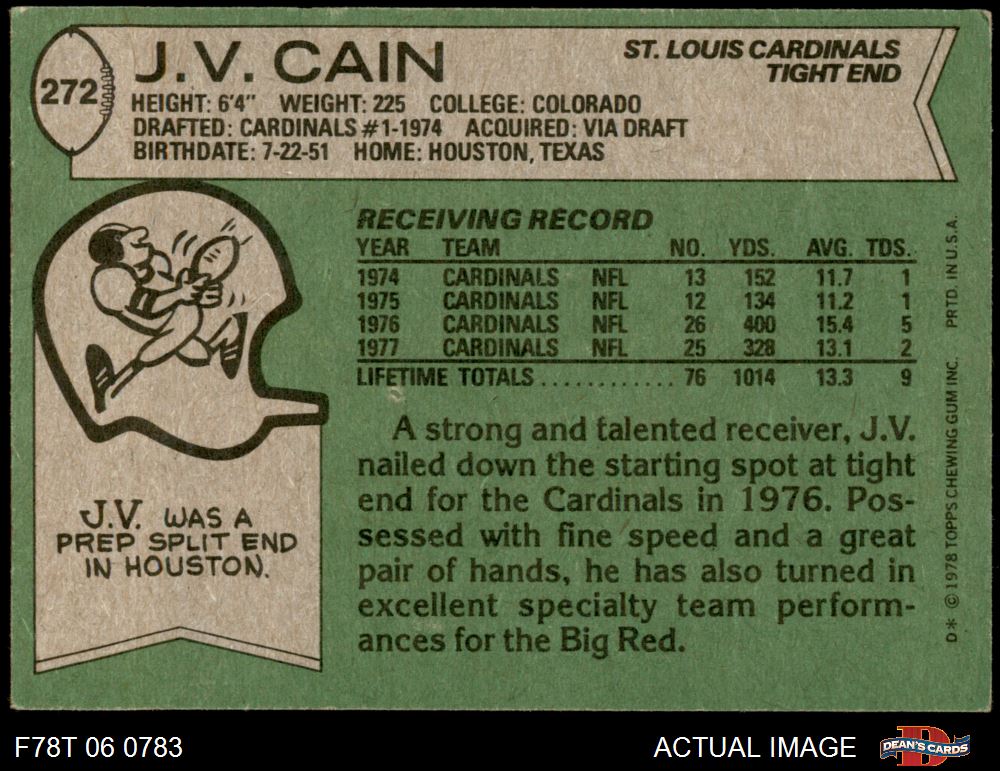 272
J.V. CAIN
ST. LOUIS CARDINALS
TIGHT END
HEIGHT: 6'4" WEIGHT: 225 COLLEGE: COLORADO
DRAFTED: CARDINALS #1-1974 ACQUIRED: VIA DRAFT
BIRTHDATE: 7-22-51 HOME: HOUSTON, TEXAS
RECEIVING RECORD
YEAR TEAM NO. YDS. AVG. TDS.
1974 CARDINALS NFL 13 152 11.7 1
1975 CARDINALS NFL 12 134 11.2 1
1976 CARDINALS NFL 26 400 15.4 5
1977 CARDINALS NFL 25 328 13.1 2
LIFETIME TOTALS............ 76 1014 13.3 9
A strong and talented receiver, J.V.
nailed down the starting spot at tight
end for the Cardinals in 1976. Pos-
sessed with fine speed and a great
pair of hands, he has also turned in
excellent specialty team perform-
ances for the Big Red.
J.V. WAS A
PREP SPLIT END
IN HOUSTON.
D* © 1978 TOPPS CHEWING GUM INC. PRTD. IN U.S.A.
F78T 06 0783
ACTUAL IMAGE
DEAN'S CARDS